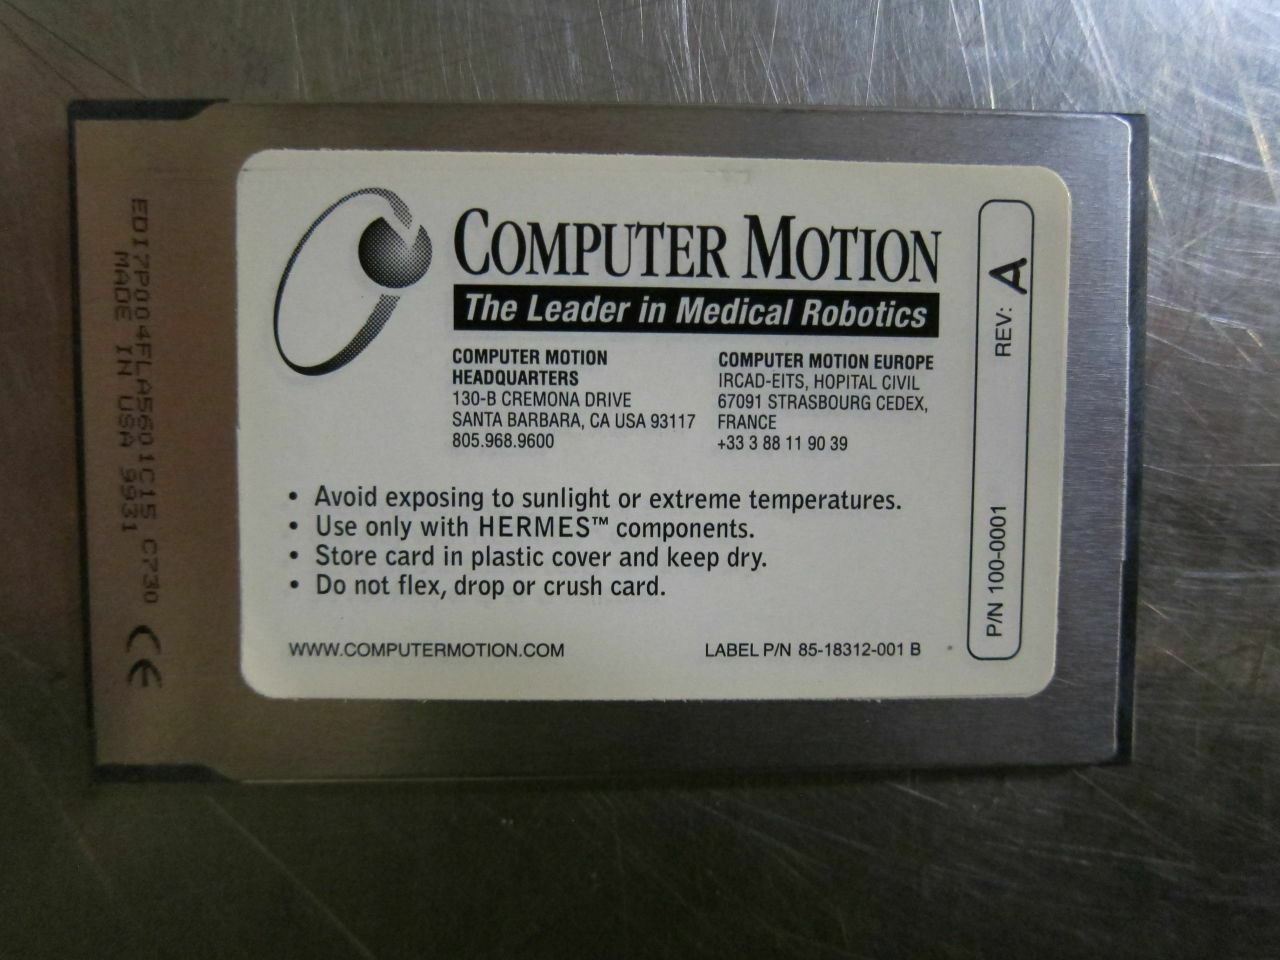 COMPUTER MOTION
The Leader in Medical Robotics
COMPUTER MOTION
HEADQUARTERS
130-B CREMONA DRIVE
SANTA BARBARA, CA USA 93117
805.968.9600
COMPUTER MOTION EUROPE
IRCAD-EITS, HOPITAL CIVIL
67091 STRASBOURG CEDEX,
FRANCE
+33 3 88 11 90 39
• Avoid exposing to sunlight or extreme temperatures.
• Use only with HERMES™ components.
• Store card in plastic cover and keep dry.
• Do not flex, drop or crush card.
WWW.COMPUTERMOTION.COM
LABEL P/N 85-18312-001 B
P/N 100-0001 REV: A
EDI7P004FLA5601C15 C730
MADE IN USA 9931
CE